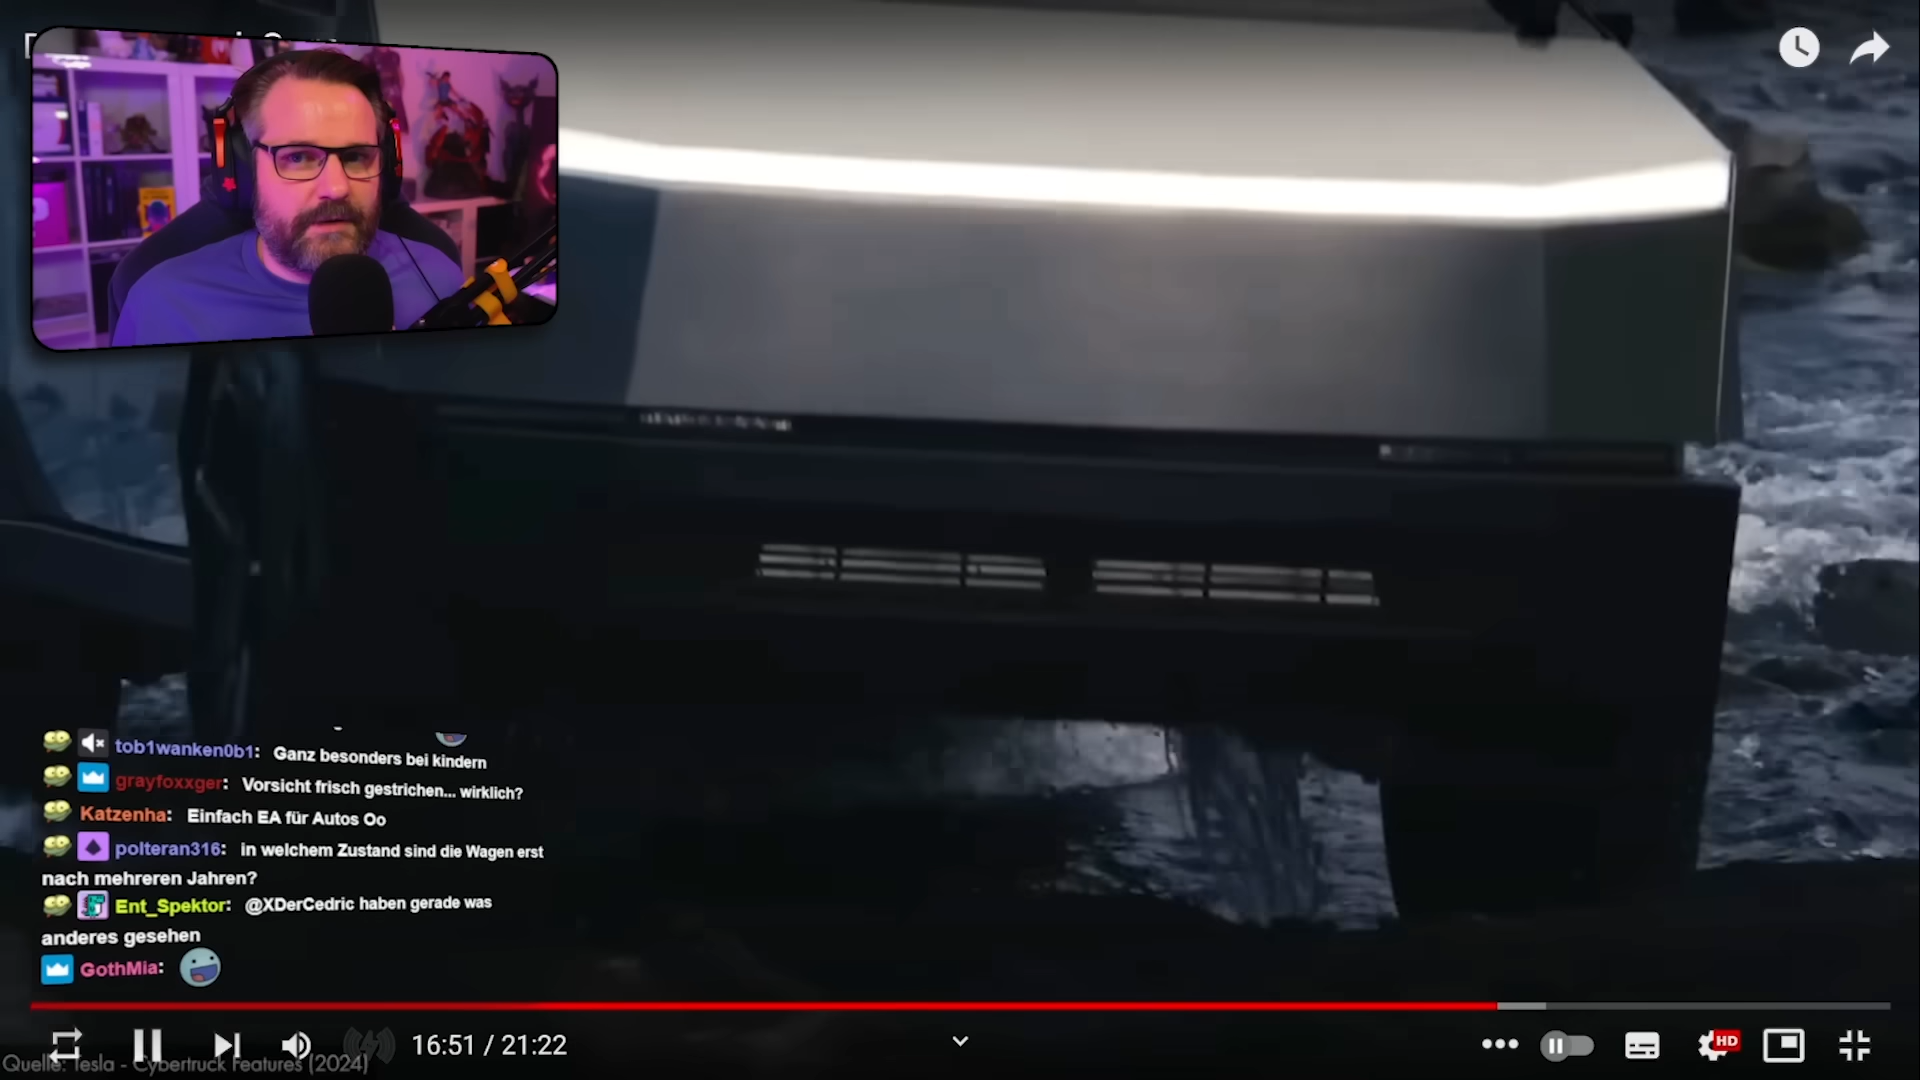 tob1wanken0b1: Ganz besonders bei kindern
grayfoxxger: Vorsicht frisch gestrichen... wirklich?
Katzenha: Einfach EA für Autos Oo
polteran316: in welchem Zustand sind die Wagen erst
nach mehreren Jahren?
Ent_Spektor: @XDerCedric haben gerade was
anderes gesehen
GothMia:
16:51 / 21:22
HD
Quelle: Tesla - Cybertruck Features (2024)